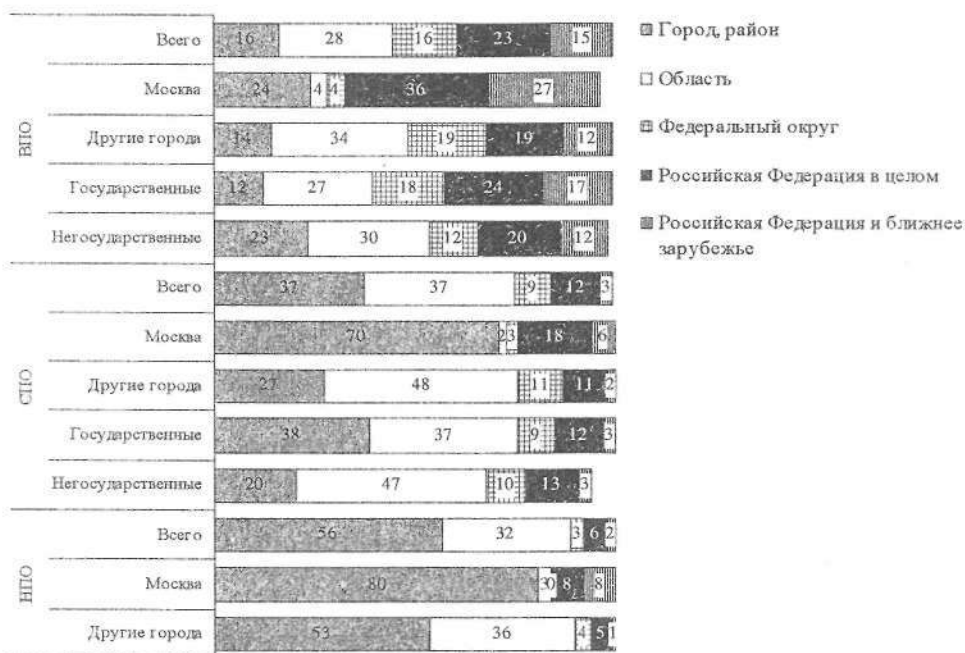 Всего 16 28 16 23 15
Москва 24 4 4 36 27
Другие города 14 34 19 19 12
Государственные 12 27 18 24 17
Негосударственные 23 30 12 20 12
ВПО
Всего 37 37 9 12 3
Москва 70 2 3 18 6
Другие города 27 48 11 11 2
Государственные 38 37 9 12 3
Негосударственные 20 47 10 13 3
СПО
Всего 56 32 3 6 2
Москва 80 3 0 8 8
Другие города 53 36 4 5 1
НПО
Город, район
Область
Федеральный округ
Российская Федерация в целом
Российская Федерация и ближнее
зарубежье